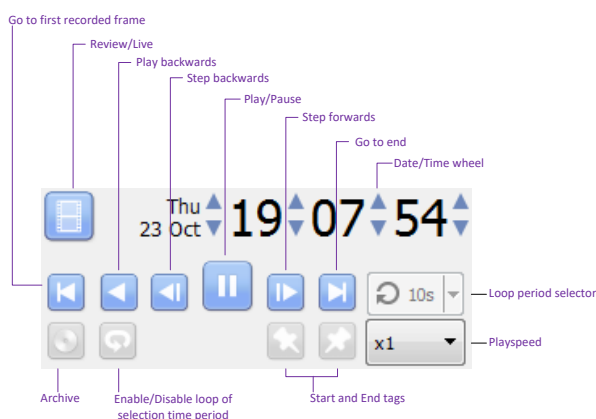 Go to first recorded frame
Review/Live
Play backwards
Step backwards
Play/Pause
Step forwards
Go to end
Date/Time wheel
Thu
23 Oct
19 07 54
10s
Loop period selector
x1
Playspeed
Archive
Enable/Disable loop of
selection time period
Start and End tags